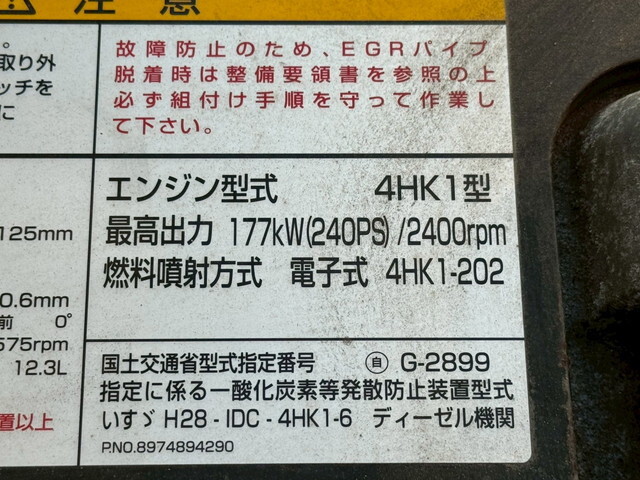 注意
。
取り外
ッチを
に
故障防止のため、EGRパイプ
脱着時は整備要領書を参照の上
必ず組付け手順を守って作業し
て下さい。
エンジン型式 4HK1型
最高出力 177kW(240PS)/2400rpm
燃料噴射方式 電子式 4HK1-202
125mm
0.6mm
前 0°
575rpm
12.3L
置以上
国土交通省型式指定番号 ㊀自 G-2899
指定に係る一酸化炭素等発散防止装置型式
いすゞ H28 - IDC - 4HK1-6 ディーゼル機関
P.NO.8974894290